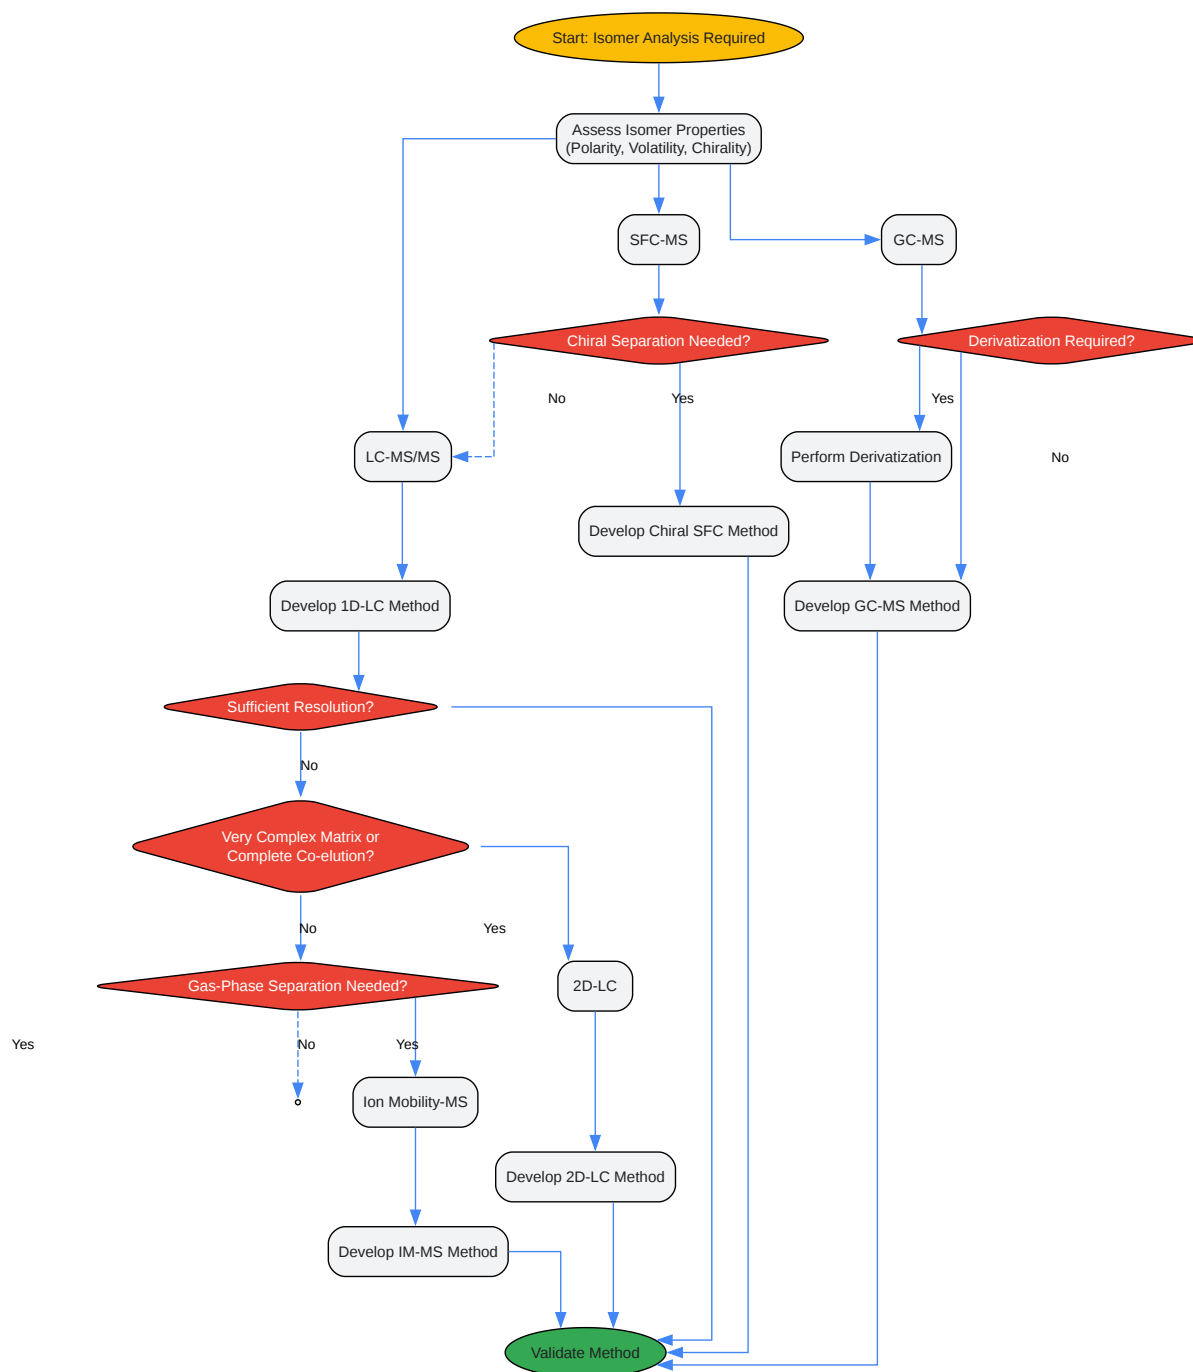 Start: Isomer Analysis Required
Assess Isomer Properties
(Polarity, Volatility, Chirality)
SFC-MS
GC-MS
Chiral Separation Needed?
Derivatization Required?
No
Yes
Yes
LC-MS/MS
Perform Derivatization
No
Develop Chiral SFC Method
Develop 1D-LC Method
Develop GC-MS Method
Sufficient Resolution?
No
Very Complex Matrix or
Complete Co-elution?
No
Yes
Gas-Phase Separation Needed?
2D-LC
Yes
No
Yes
Ion Mobility-MS
Develop 2D-LC Method
Develop IM-MS Method
Validate Method